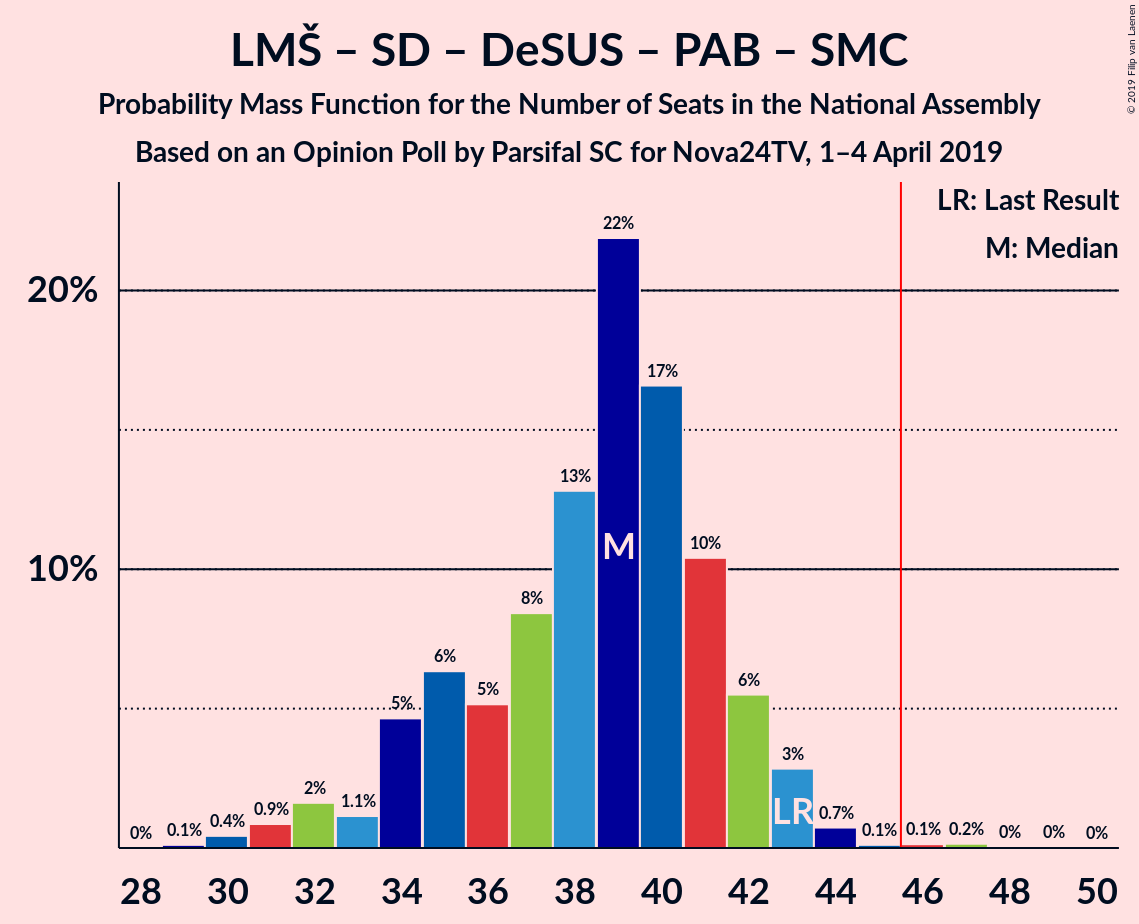 LMŠ – SD – DeSUS – PAB – SMC
Probability Mass Function for the Number of Seats in the National Assembly
Based on an Opinion Poll by Parsifal SC for Nova24TV, 1–4 April 2019
© 2019 Filip van Laenen
LR: Last Result
M: Median
20%
10%
0%
0.1%
0.4%
0.9%
2%
1.1%
5%
6%
5%
8%
13%
22%
17%
10%
6%
3%
0.7%
0.1%
0.1%
0.2%
0%
0%
0%
M
LR
28 30 32 34 36 38 40 42 44 46 48 50